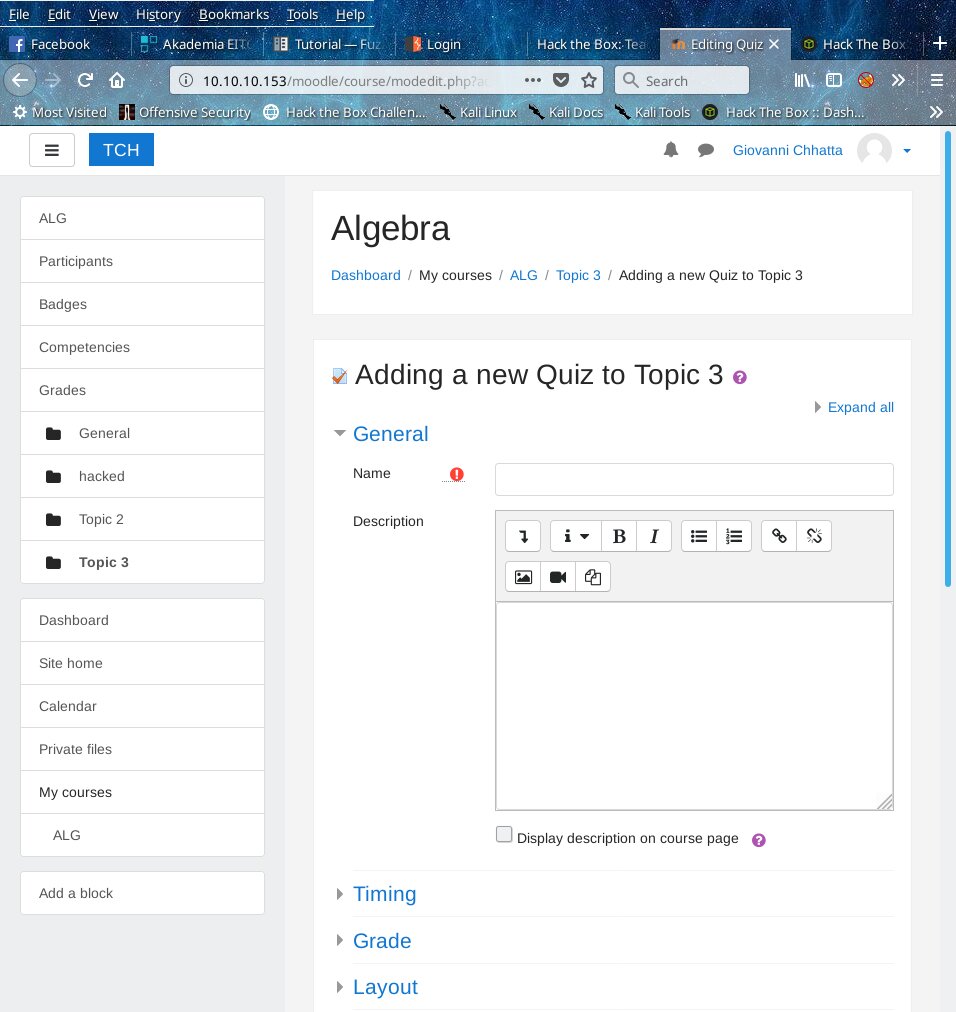 File Edit View History Bookmarks Tools Help
Facebook Akademia Tutorial — Fuz Login Hack the Box: Tea Editing Quiz Hack The Box
10.10.10.153/moodle/course/modedit.php? Search
Most Visited Offensive Security Hack the Box Challen... Kali Linux Kali Docs Kali Tools Hack The Box :: Dash...
TCH Giovanni Chhatta
ALG
Participants
Badges
Competencies
Grades
General
hacked
Topic 2
Topic 3
Dashboard
Site home
Calendar
Private files
My courses
ALG
Add a block
Algebra
Dashboard / My courses / ALG / Topic 3 / Adding a new Quiz to Topic 3
Adding a new Quiz to Topic 3
Expand all
General
Name
Description
B I
Display description on course page
Timing
Grade
Layout